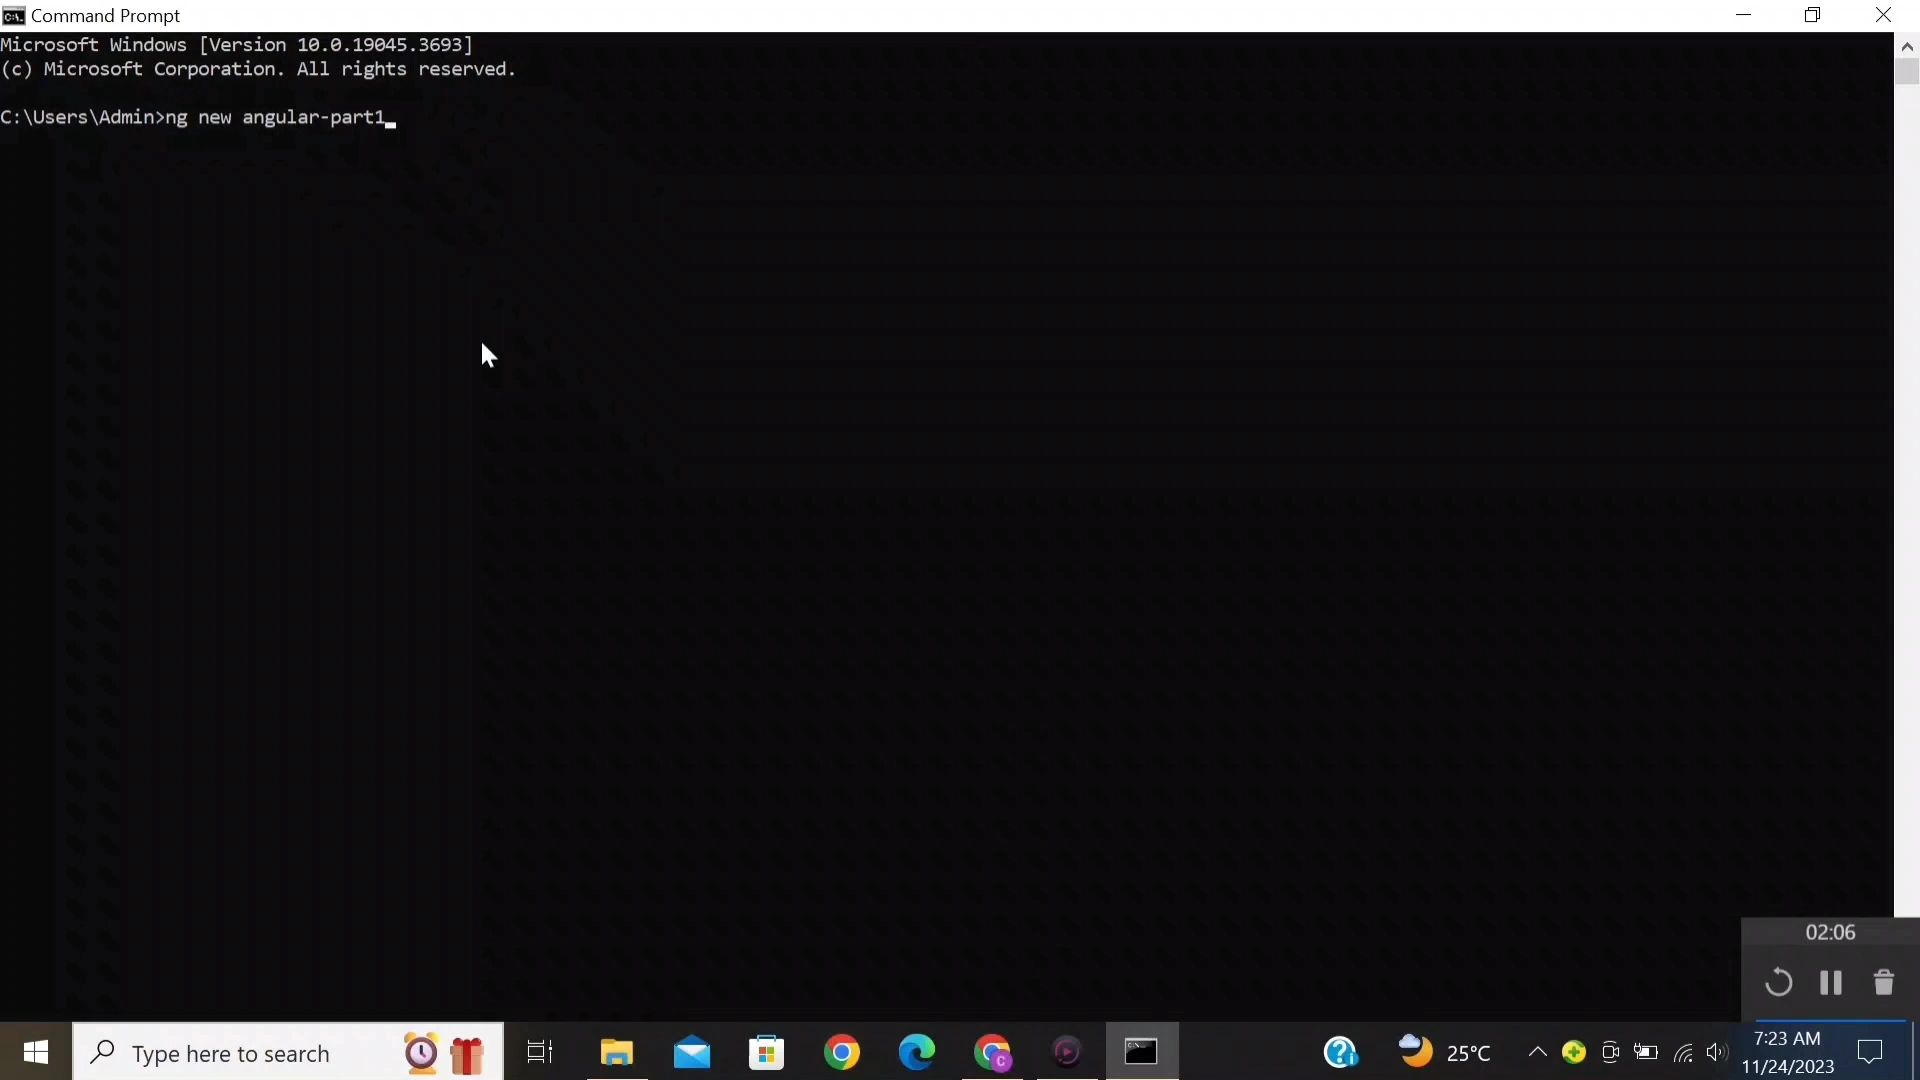 Command Prompt
Microsoft Windows [Version 10.0.19045.3693]
(c) Microsoft Corporation. All rights reserved.
C:\Users\Admin>ng new angular-part1
02:06
Type here to search
25°C
7:23 AM
11/24/2023